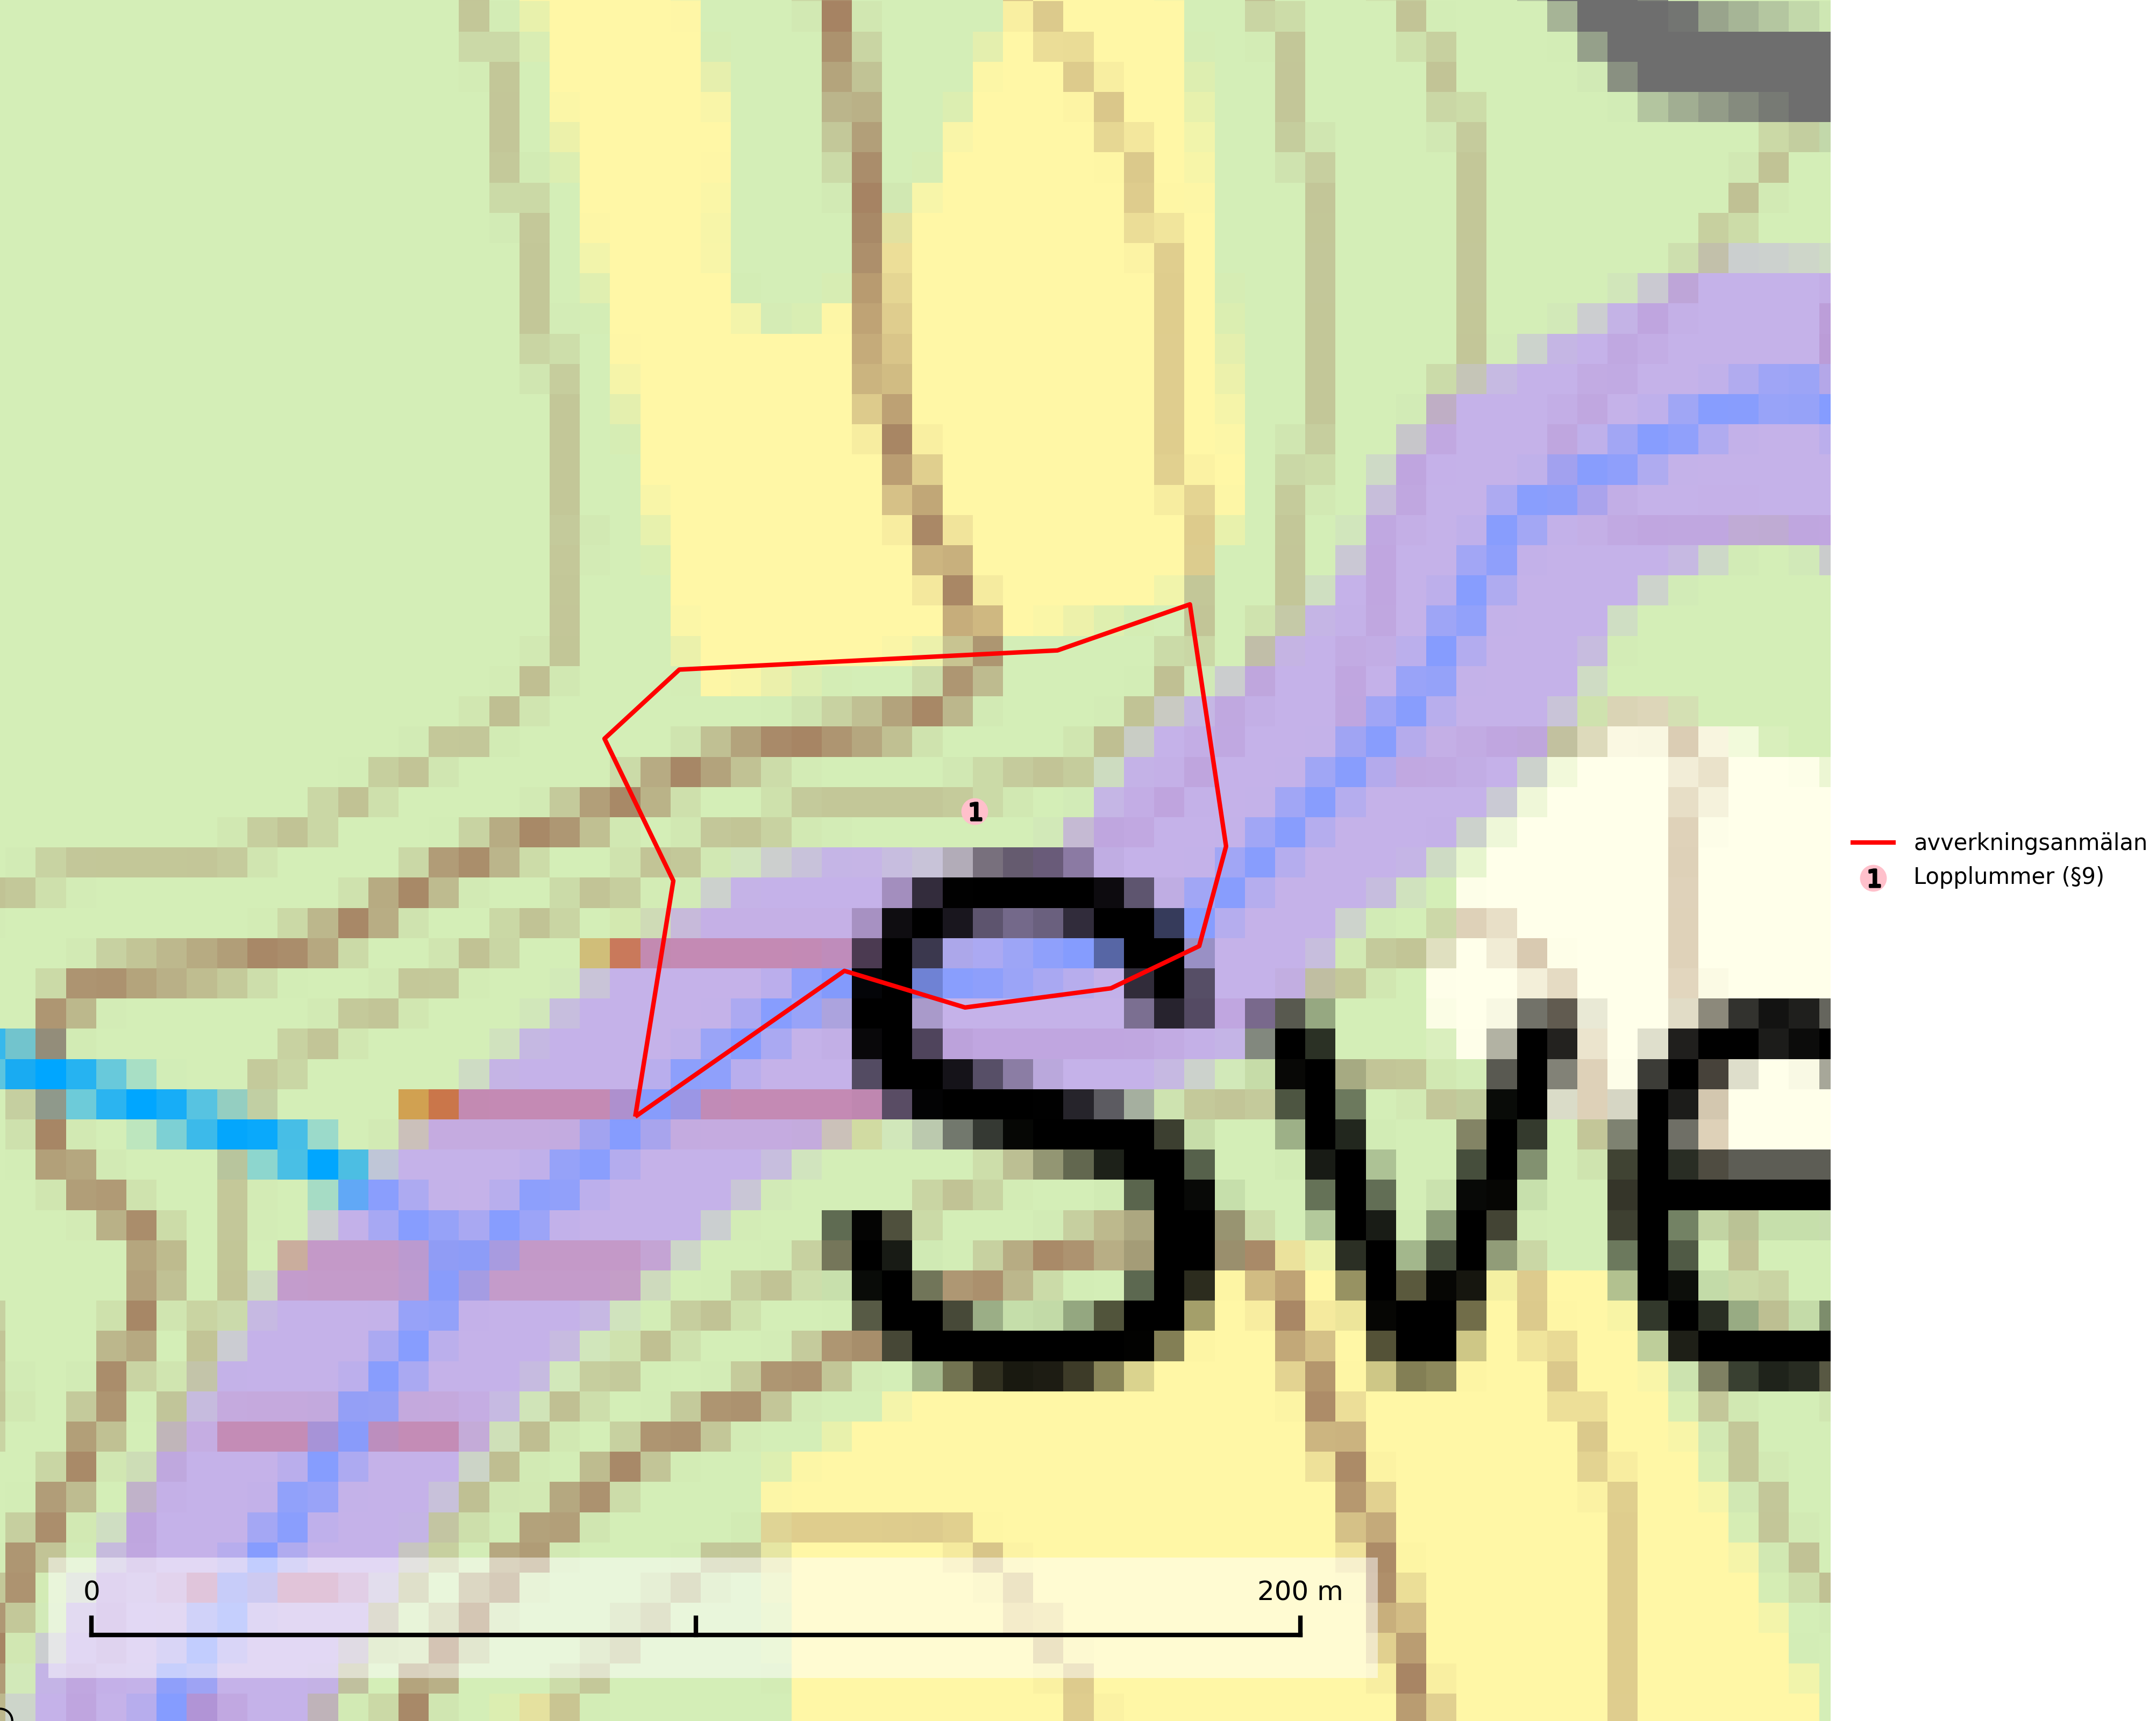 1
avverkningsanmälan
1 Lopplummer (§9)
SVE
0 200 m